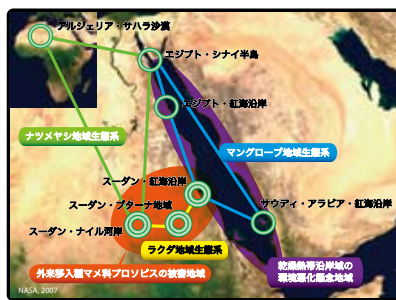 アルジェリア・サハラ沙漠
エジプト・シナイ半島
エジプト・紅海沿岸
ナツメヤシ地域生態系
マングローブ地域生態系
スーダン・紅海沿岸
スーダン・ブターナ地域
サウディ・アラビア・紅海沿岸
スーダン・ナイル河岸
ラクダ地域生態系
外来移入種マメ科プロソピスの被害地域
乾燥熱帯沿岸域の
環境悪化懸念地域
NASA, 2007